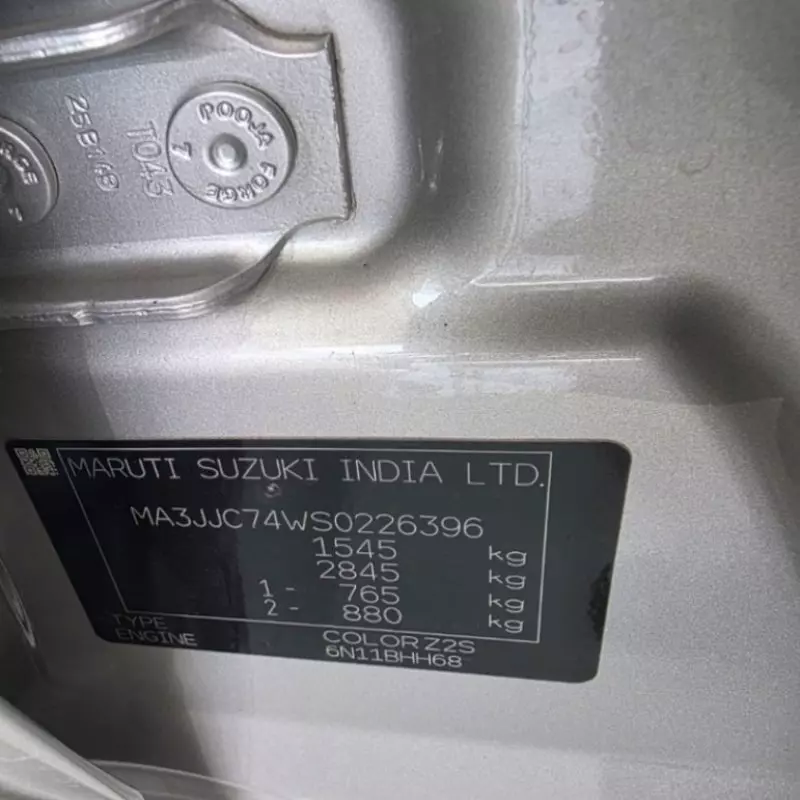 POOJA FORGE
7
T043
25B143
MARUTI SUZUKI INDIA LTD.
MA3JJC74WS0226396
1545 kg
2845 kg
1 - 765 kg
2 - 880 kg
TYPE COLOR Z2S
ENGINE 6N11BHH68